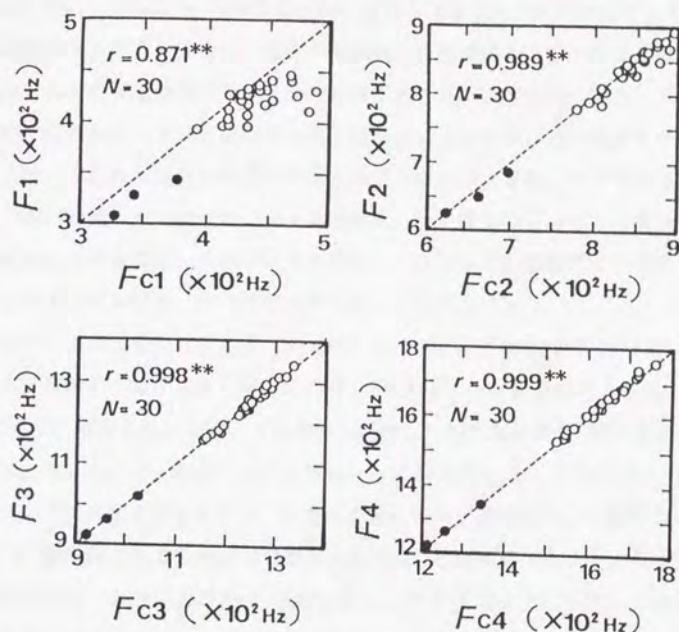 r=0.871**
N=30
5
4
3
3 4 5
F1 (×10² Hz)
FC1 (×10² Hz)
r=0.989**
N=30
9
8
7
6
6 7 8 9
F2 (×10² Hz)
FC2 (×10² Hz)
r=0.998**
N=30
13
11
9
9 11 13
F3 (×10² Hz)
FC3 (×10² Hz)
r=0.999**
N=30
18
16
14
12
12 14 16 18
F4 (×10² Hz)
FC4 (×10² Hz)